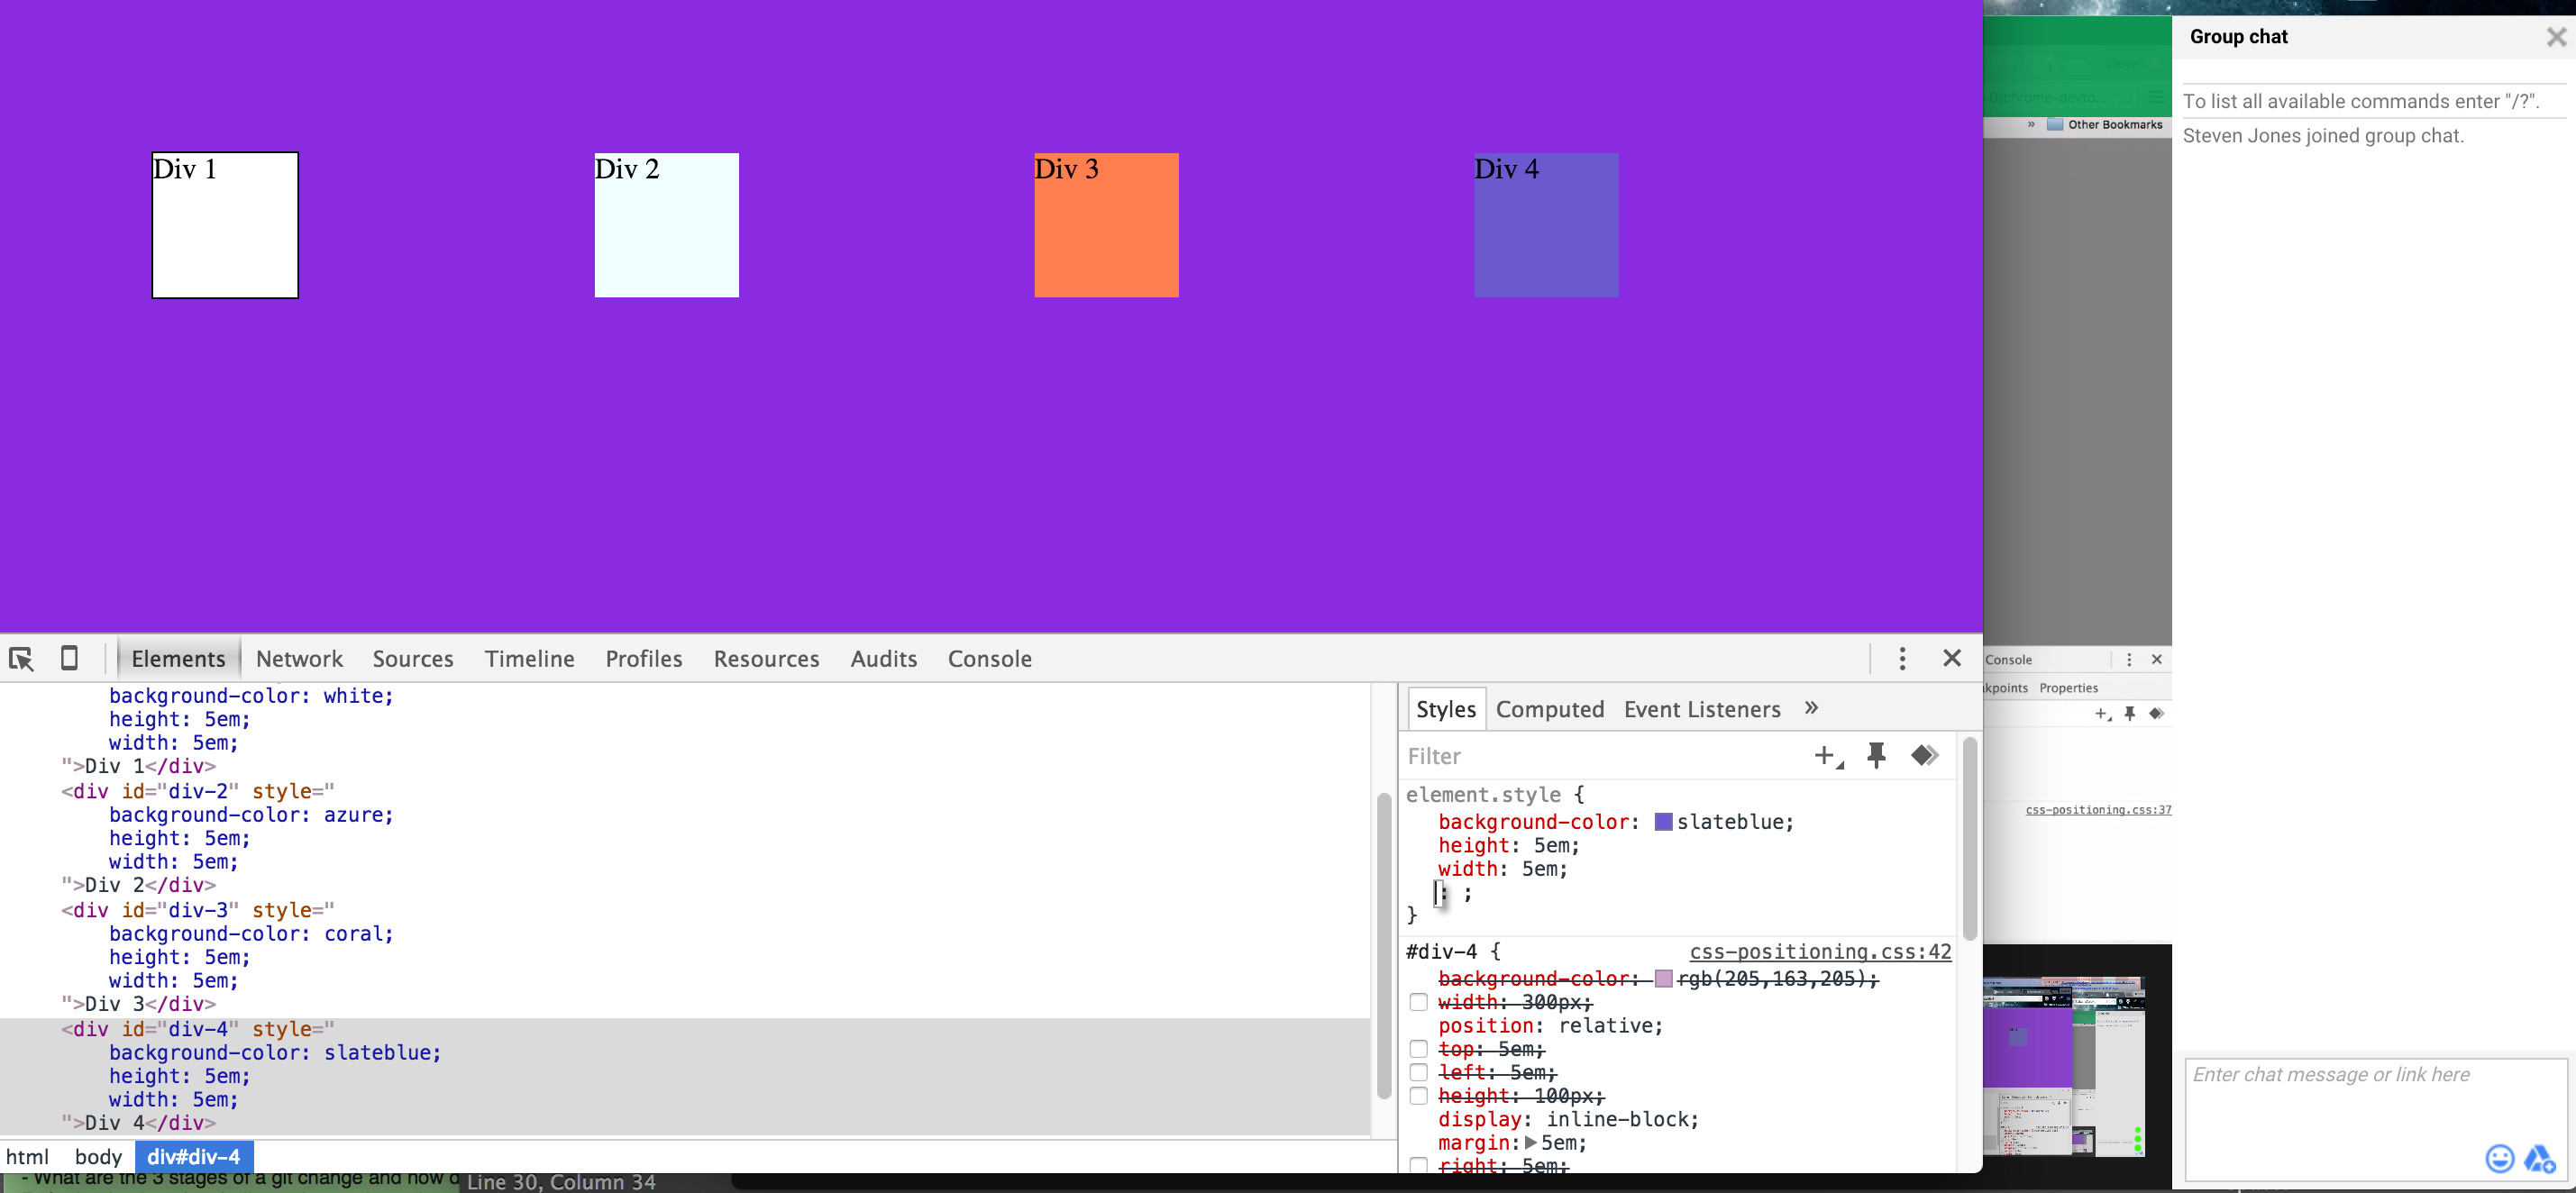 Div 1
Div 2
Div 3
Div 4
Elements Network Sources Timeline Profiles Resources Audits Console
background-color: white;
height: 5em;
width: 5em;
">Div 1</div>
<div id="div-2" style="
background-color: azure;
height: 5em;
width: 5em;
">Div 2</div>
<div id="div-3" style="
background-color: coral;
height: 5em;
width: 5em;
">Div 3</div>
<div id="div-4" style="
background-color: slateblue;
height: 5em;
width: 5em;
">Div 4</div>
html body div#div-4
Styles Computed Event Listeners »
Filter
element.style {
background-color: slateblue;
height: 5em;
width: 5em;
: ;
}
#div-4 { css-positioning.css:42
background-color: rgb(205,163,205);
width: 300px;
position: relative;
top: 5em;
left: 5em;
height: 100px;
display: inline-block;
margin: 5em;
right: 5em;
- What are the 3 stages of a git change and how d
Line 30, Column 34
/chrome-devto...
» Other Bookmarks
Console
kpoints Properties
css-positioning.css:37
Group chat
To list all available commands enter "/?".
Steven Jones joined group chat.
Enter chat message or link here